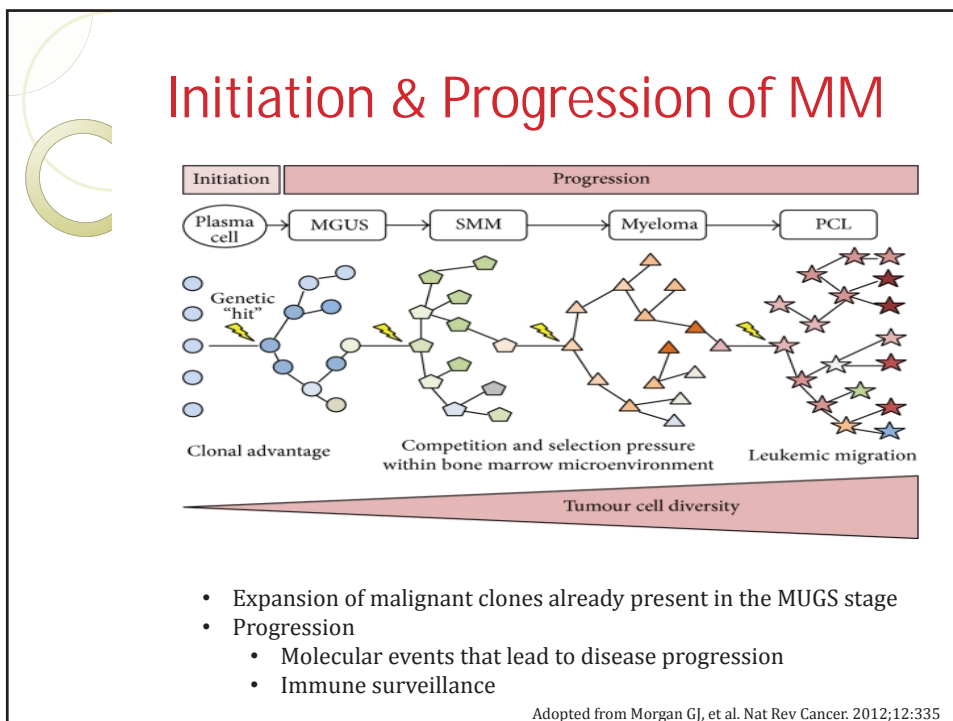 Initiation & Progression of MM
Initiation
Progression
Plasma
cell
MGUS
SMM
Myeloma
PCL
Genetic
"hit"
Clonal advantage
Competition and selection pressure
within bone marrow microenvironment
Leukemic migration
Tumour cell diversity
• Expansion of malignant clones already present in the MUGS stage
• Progression
• Molecular events that lead to disease progression
• Immune surveillance
Adopted from Morgan GJ, et al. Nat Rev Cancer. 2012;12:335